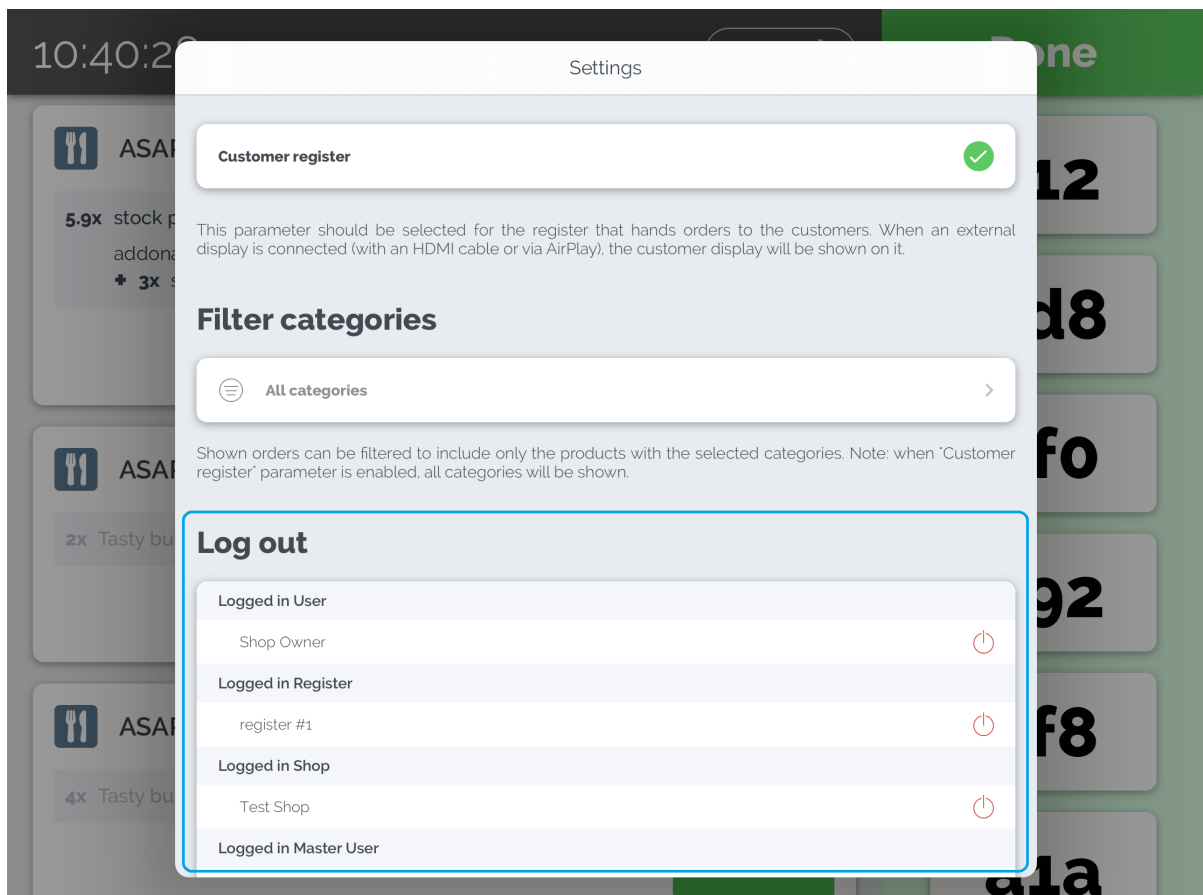 10:40:2
Settings
ne
ASAP
Customer register
12
5.9x stock p
This parameter should be selected for the register that hands orders to the customers. When an external
addona
display is connected (with an HDMI cable or via AirPlay), the customer display will be shown on it.
+ 3x s
d8
Filter categories
All categories
fo
Shown orders can be filtered to include only the products with the selected categories. Note: when "Customer
ASAP
register" parameter is enabled, all categories will be shown.
2x Tasty bu
Log out
Logged in User
92
Shop Owner
Logged in Register
ASAP
register #1
f8
Logged in Shop
4x Tasty bu
Test Shop
Logged in Master User
a1a